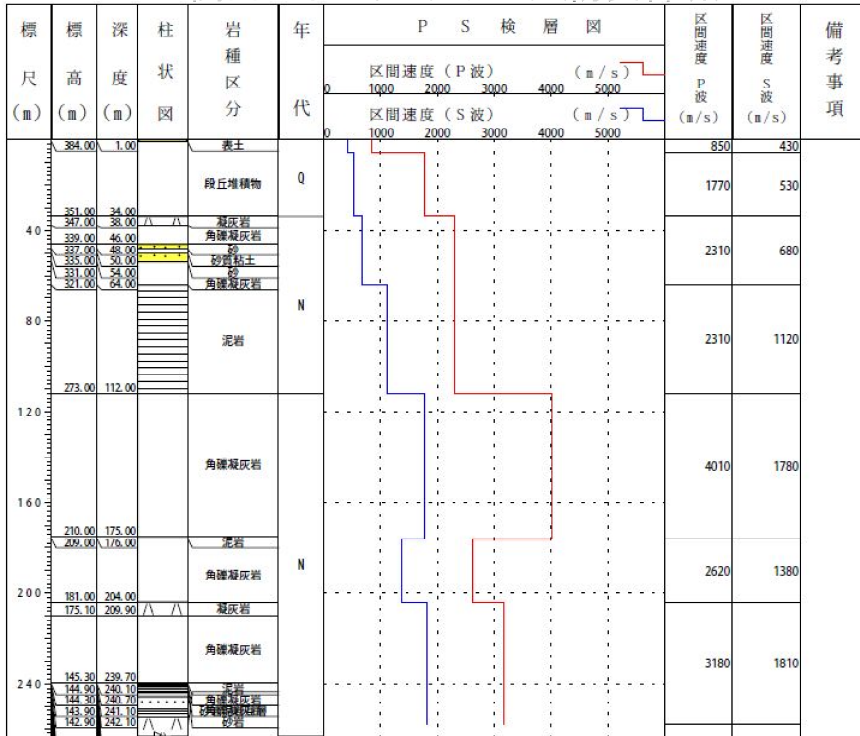 標尺(m)
標高(m)
深度(m)
柱状図
岩種区分
年代
PS検層図
区間速度(P波) (m/s)
0 1000 2000 3000 4000 5000
区間速度(S波) (m/s)
0 1000 2000 3000 4000 5000
区間速度 P波 (m/s)
区間速度 S波 (m/s)
備考事項
384.00 1.00 表土 850 430
段丘堆積物 Q 1770 530
351.00 34.00
347.00 38.00 凝灰岩
40
339.00 46.00 角礫凝灰岩
337.00 48.00 砂 2310 680
335.00 50.00 砂質粘土
331.00 54.00 砂
321.00 64.00 角礫凝灰岩
N
80
泥岩 2310 1120
273.00 112.00
120
角礫凝灰岩 4010 1780
160
210.00 175.00
209.00 176.00 泥岩
角礫凝灰岩 N 2620 1380
200
181.00 204.00
175.10 209.90 凝灰岩
角礫凝灰岩 3180 1810
145.30 239.70
240
144.90 240.10 泥岩
144.30 240.70 角礫凝灰岩
143.90 241.10
142.90 242.10 砂岩